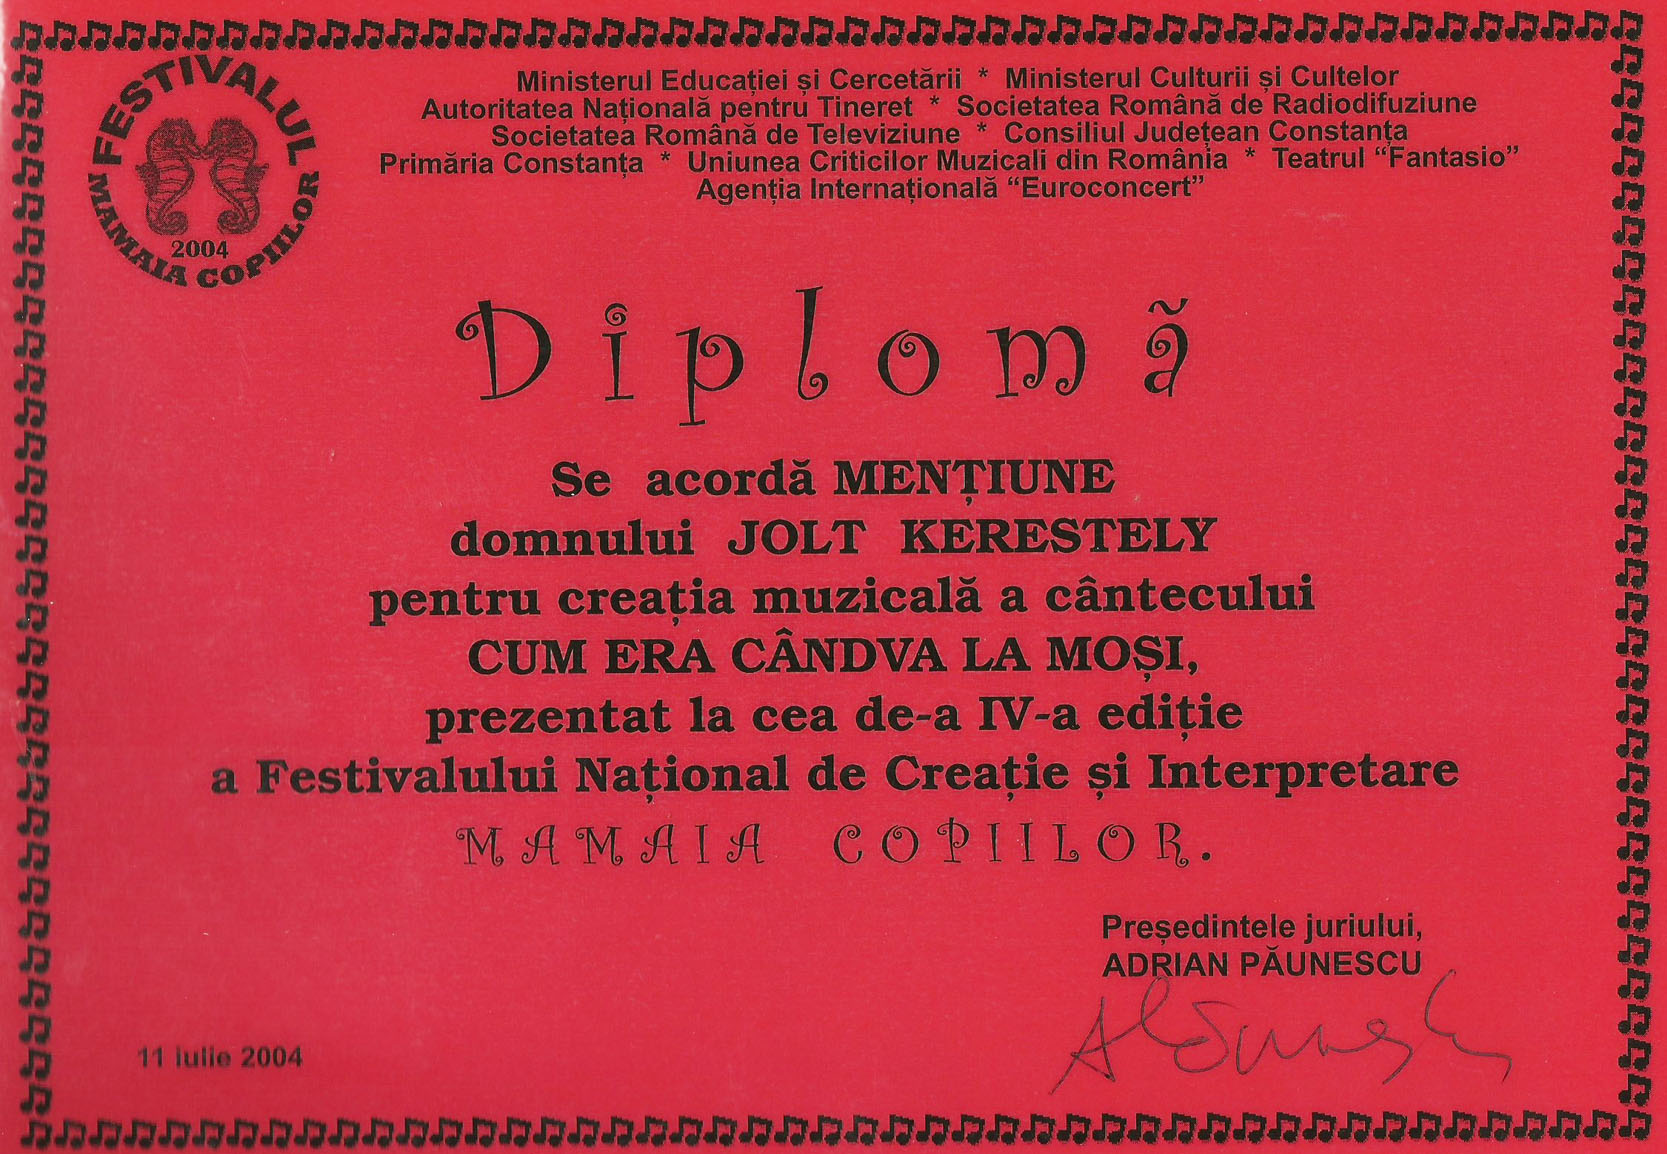 FESTIVALUL
MAMAIA COPIILOR
2004
Ministerul Educației și Cercetării * Ministerul Culturii și Cultelor
Autoritatea Națională pentru Tineret * Societatea Română de Radiodifuziune
Societatea Română de Televiziune * Consiliul Județean Constanța
Primăria Constanța * Uniunea Criticilor Muzicali din România * Teatrul “Fantasio”
Agenția Internațională “Euroconcert”
Diplomã
Se acordă MENȚIUNE
domnului JOLT KERESTELY
pentru creația muzicală a cântecului
CUM ERA CÂNDVA LA MOȘI,
prezentat la cea de-a IV-a ediție
a Festivalului Național de Creație și Interpretare
MAMAIA COPIILOR.
Președintele juriului,
ADRIAN PĂUNESCU
11 iulie 2004